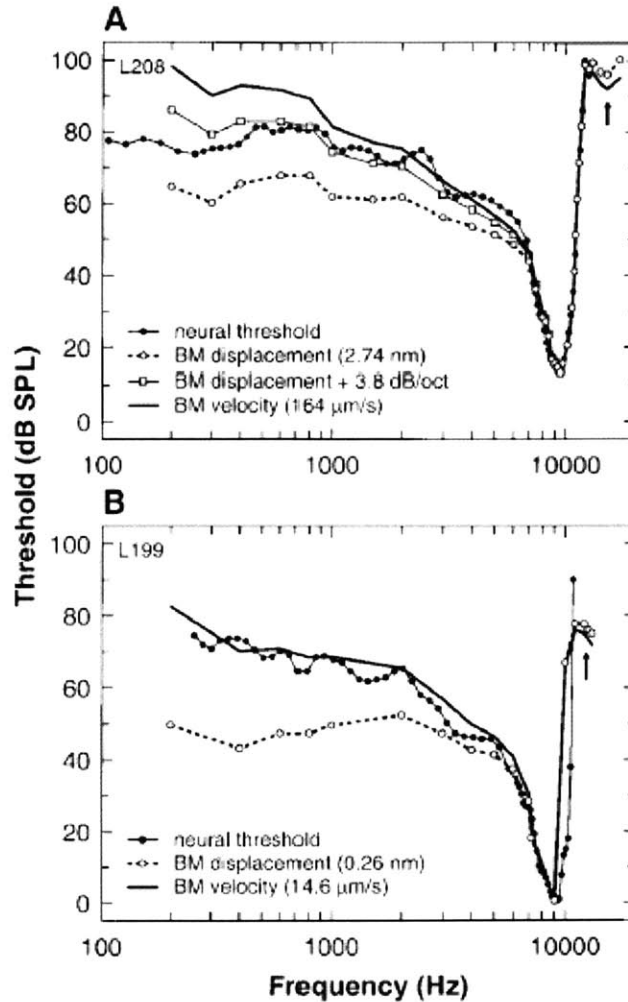 A
L208
100
80
60
40
20
0
neural threshold
BM displacement (2.74 nm)
BM displacement + 3.8 dB/oct
BM velocity (164 µm/s)
100
1000
10000
Threshold (dB SPL)
B
L199
100
80
60
40
20
0
neural threshold
BM displacement (0.26 nm)
BM velocity (14.6 µm/s)
100
1000
10000
Frequency (Hz)